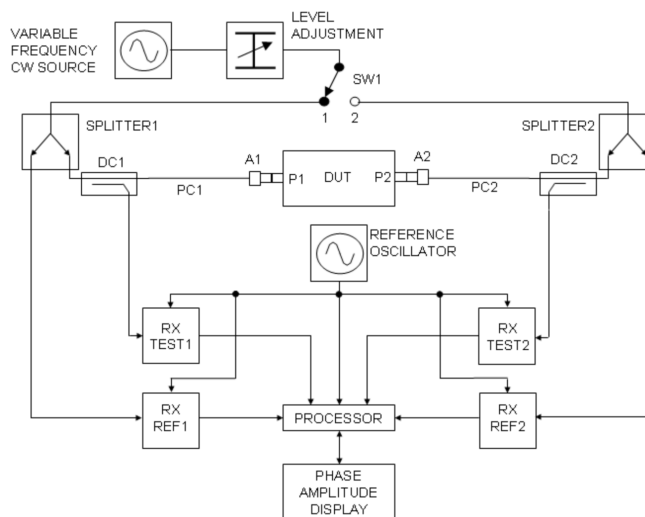 LEVEL
ADJUSTMENT
VARIABLE
FREQUENCY
CW SOURCE
SW1
1 2
SPLITTER1
SPLITTER2
DC1
A1
A2
DC2
P1
DUT
P2
PC1
PC2
REFERENCE
OSCILLATOR
RX
TEST1
RX
TEST2
RX
REF1
PROCESSOR
RX
REF2
PHASE
AMPLITUDE
DISPLAY